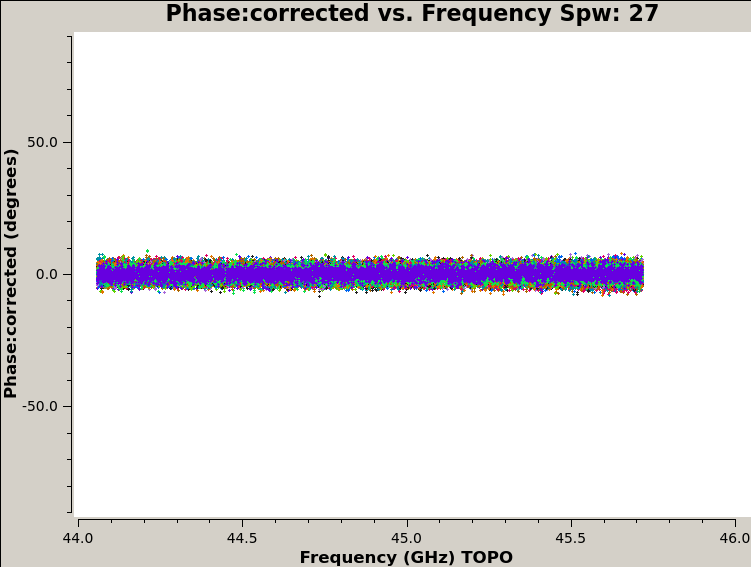 Phase:corrected vs. Frequency Spw: 27
Phase:corrected (degrees)
50.0
0.0
-50.0
44.0 44.5 45.0 45.5 46.0
Frequency (GHz) TOPO